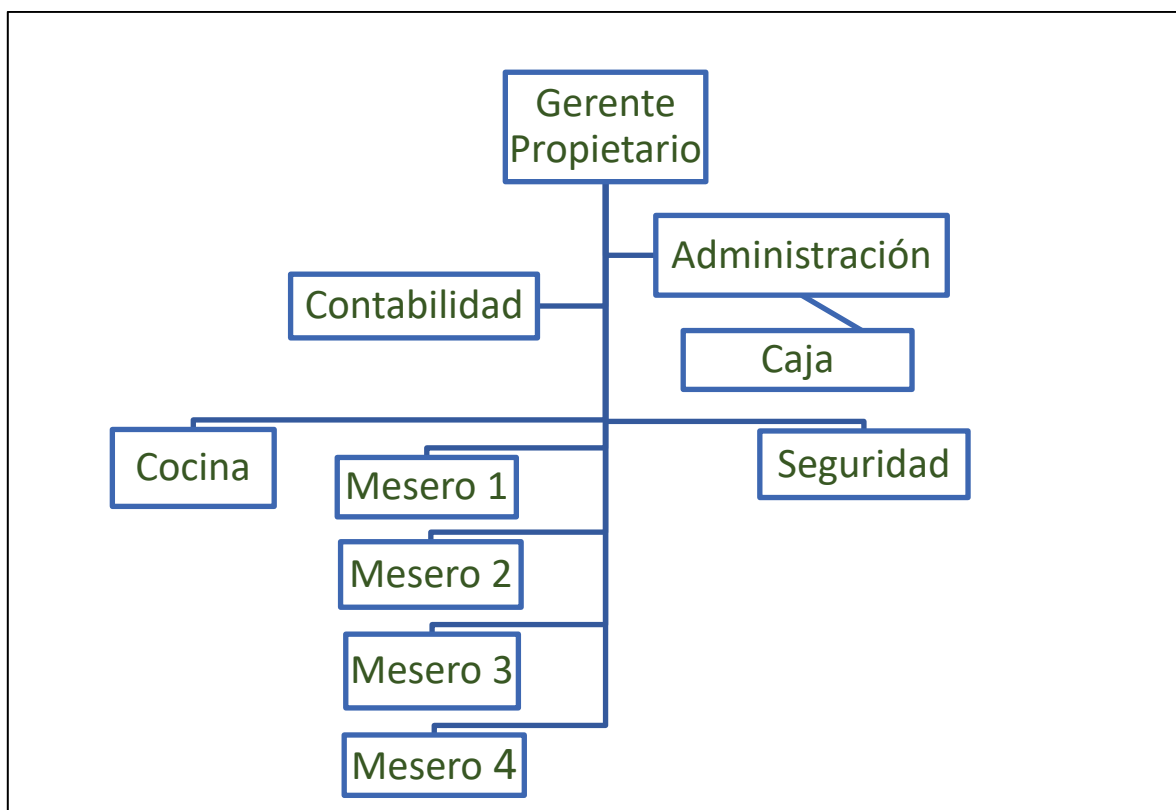 Gerente
Propietario
Administración
Contabilidad
Caja
Cocina
Seguridad
Mesero 1
Mesero 2
Mesero 3
Mesero 4